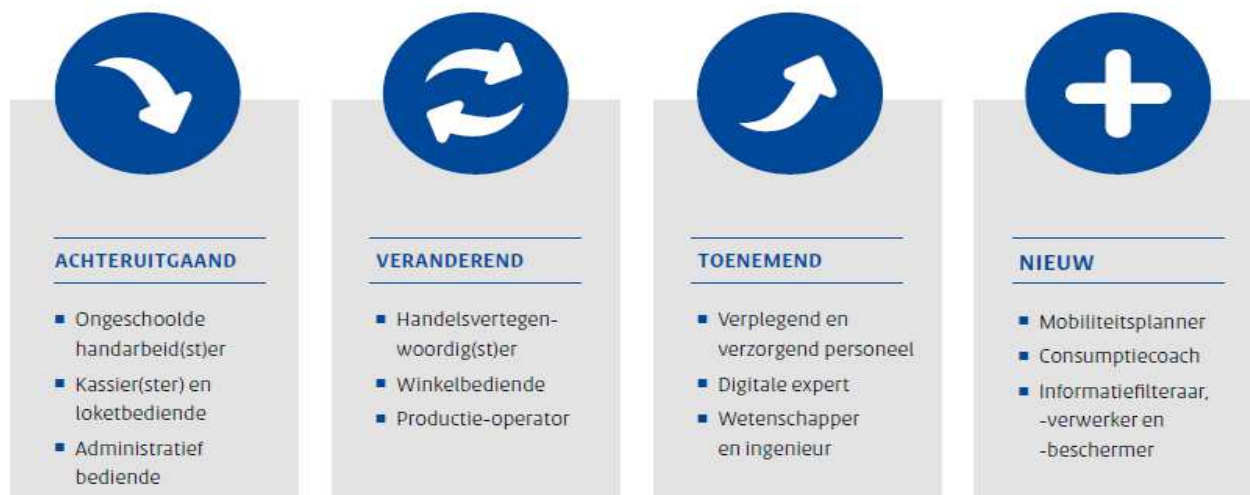 ACHTERUITGAAND
■ Ongeschoolde
handarbeid(st)er
■ Kassier(ster) en
loketbediende
■ Administratief
bediende
VERANDEREND
■ Handelsvertegen-
woordig(st)er
■ Winkelbediende
■ Productie-operator
TOENEMEND
■ Verplegend en
verzorgend personeel
■ Digitale expert
■ Wetenschapper
en ingenieur
NIEUW
■ Mobiliteitsplanner
■ Consumptiecoach
■ Informatiefilteraar,
-verwerker en
-beschermer